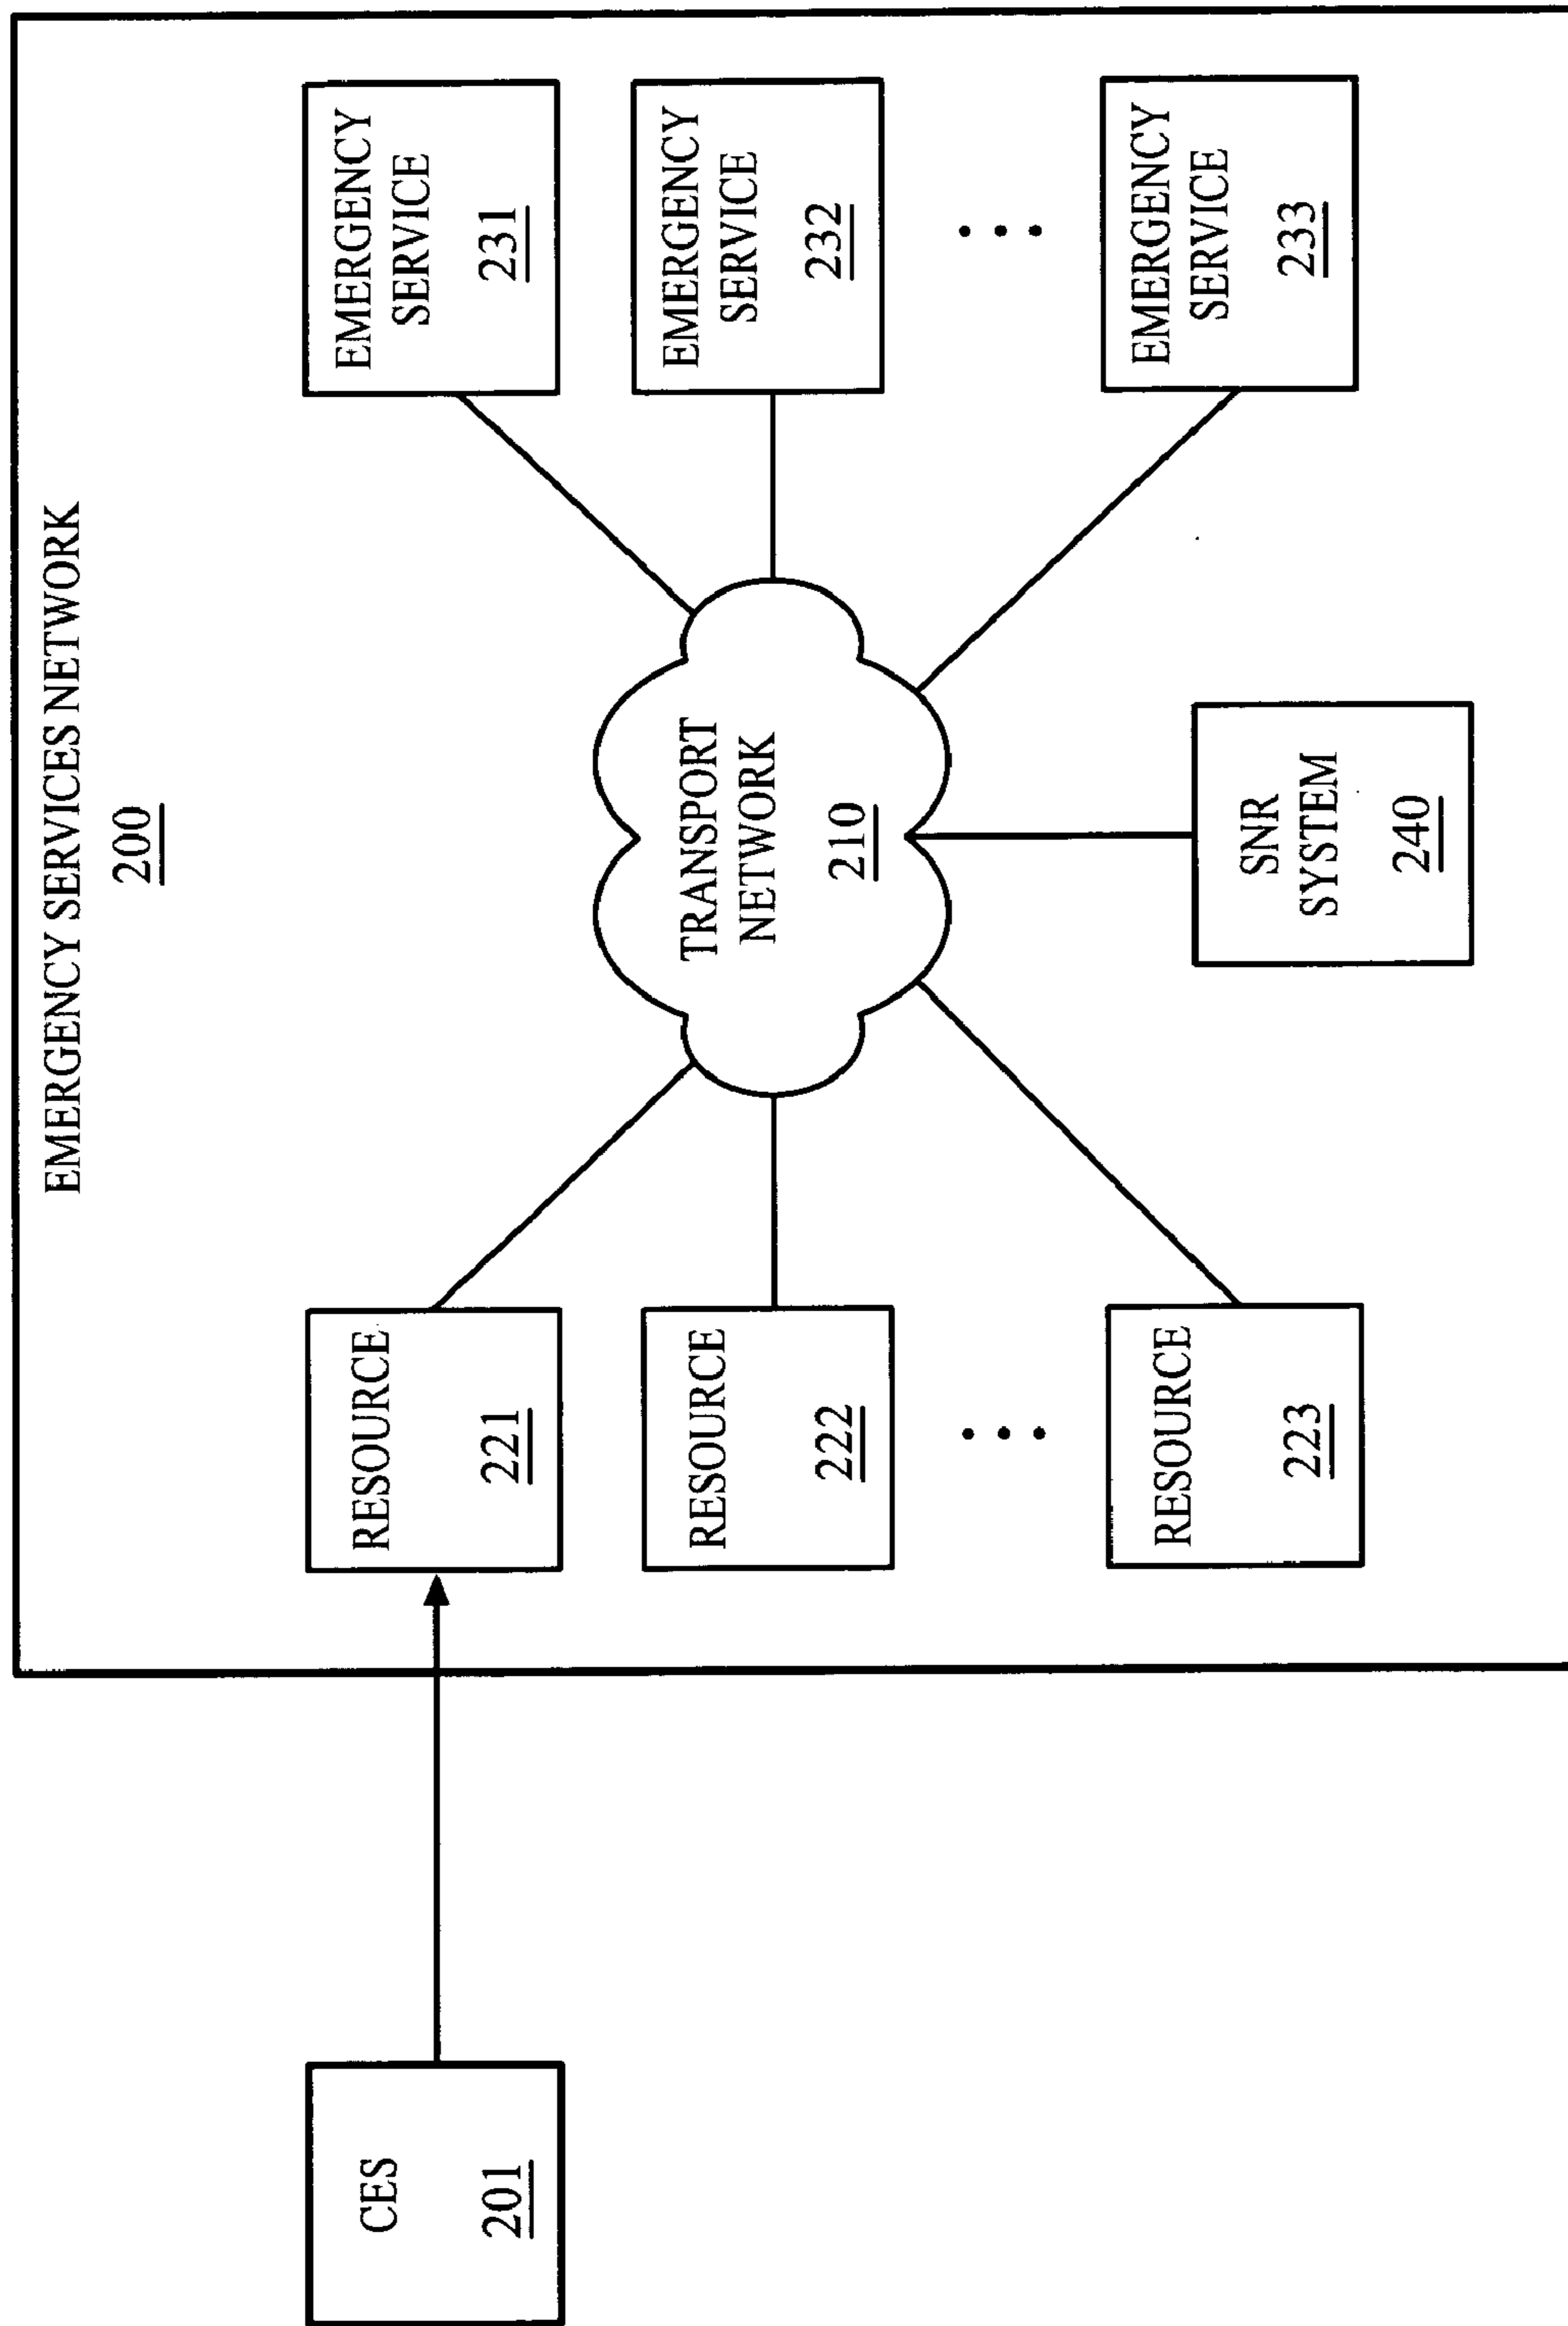 EMERGENCY SERVICES NETWORK
200
CES
201
RESOURCE
221
RESOURCE
222
RESOURCE
223
TRANSPORT
NETWORK
210
SNR
SYSTEM
240
EMERGENCY
SERVICE
231
EMERGENCY
SERVICE
232
EMERGENCY
SERVICE
233